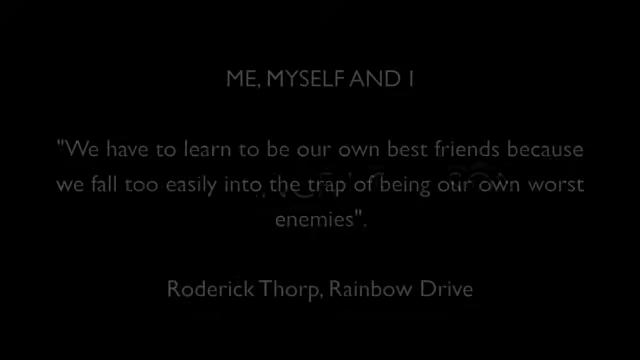 ME, MYSELF AND I
"We have to learn to be our own best friends because
we fall too easily into the trap of being our own worst
enemies".
Roderick Thorp, Rainbow Drive